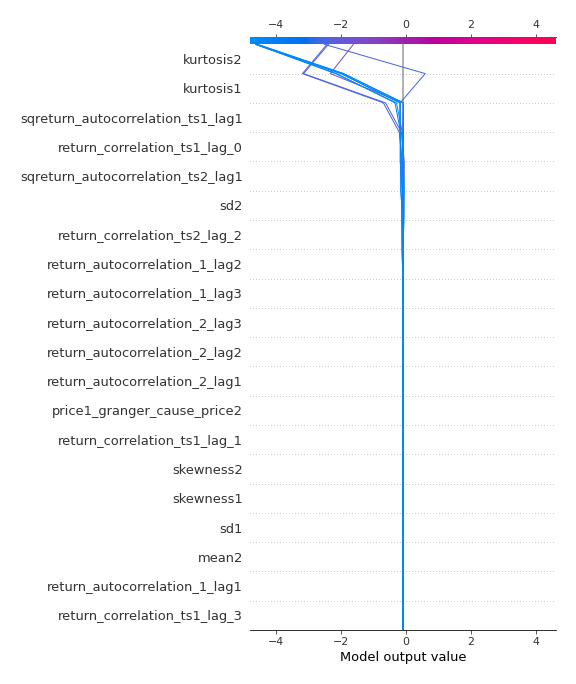 −4 −2 0 2 4
kurtosis2
kurtosis1
sqreturn_autocorrelation_ts1_lag1
return_correlation_ts1_lag_0
sqreturn_autocorrelation_ts2_lag1
sd2
return_correlation_ts2_lag_2
return_autocorrelation_1_lag2
return_autocorrelation_1_lag3
return_autocorrelation_2_lag3
return_autocorrelation_2_lag2
return_autocorrelation_2_lag1
price1_granger_cause_price2
return_correlation_ts1_lag_1
skewness2
skewness1
sd1
mean2
return_autocorrelation_1_lag1
return_correlation_ts1_lag_3
−4 −2 0 2 4
Model output value